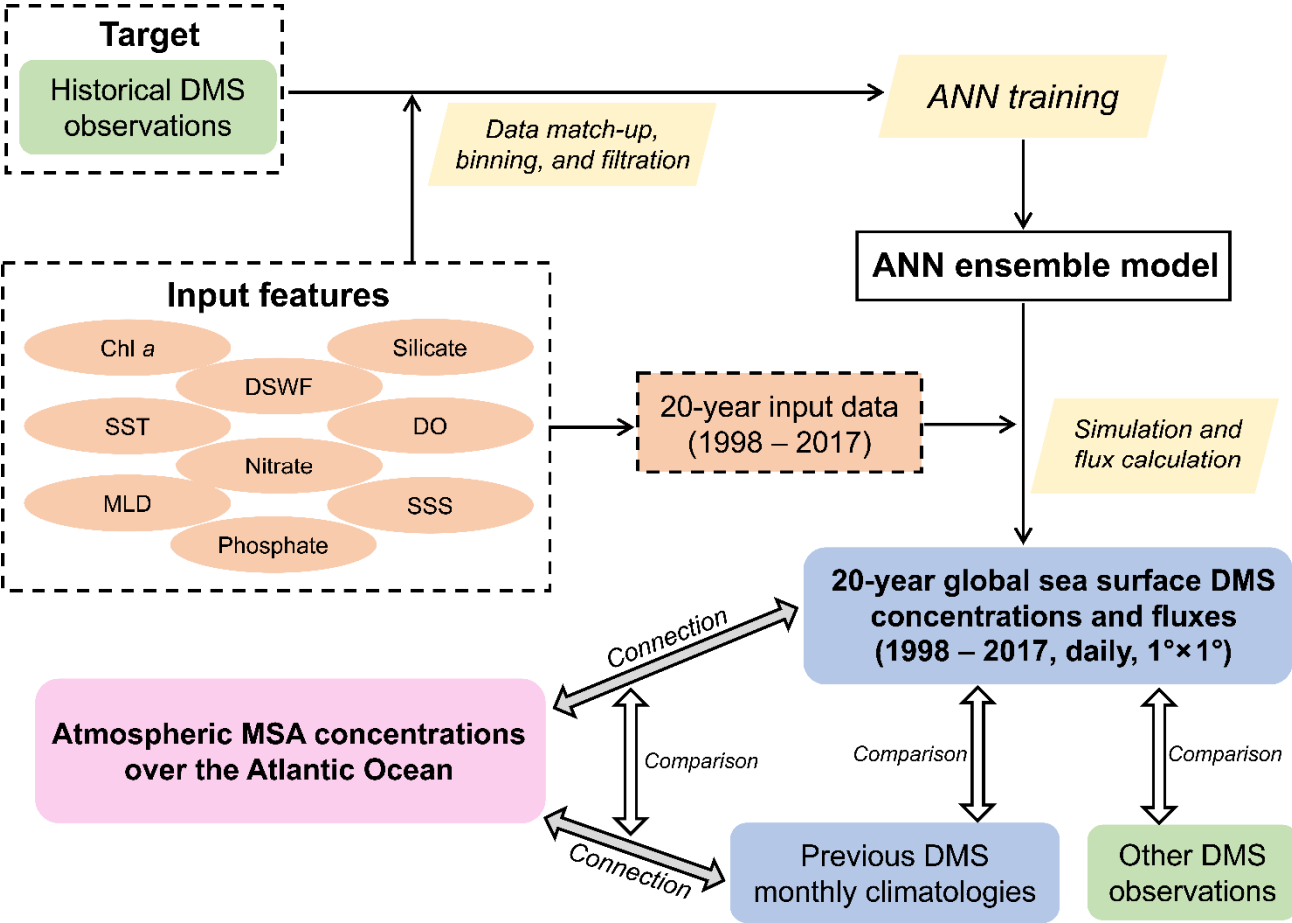 Target
Historical DMS
observations
Data match-up,
binning, and filtration
ANN training
ANN ensemble model
Input features
Chl a
Silicate
DSWF
SST
DO
Nitrate
MLD
SSS
Phosphate
20-year input data
(1998 – 2017)
Simulation and
flux calculation
20-year global sea surface DMS
concentrations and fluxes
(1998 – 2017, daily, 1°×1°)
Connection
Atmospheric MSA concentrations
over the Atlantic Ocean
Comparison
Comparison
Comparison
Connection
Previous DMS
monthly climatologies
Other DMS
observations